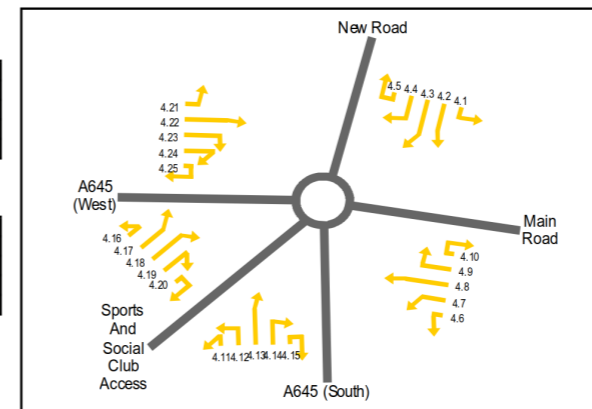 New Road
4.5 4.4 4.3 4.2 4.1
4.21
4.22
4.23
4.24
4.25
A645
(West)
Main
Road
4.16
4.17
4.18
4.19
4.20
4.10
4.9
4.8
4.7
4.6
Sports
And
Social
Club
Access
4.11 4.12 4.13 4.14 4.15
A645 (South)